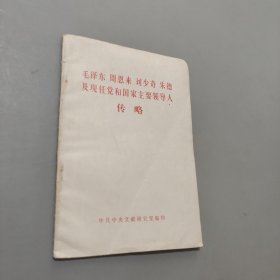 毛泽东 周恩来 刘少奇 朱德
及现任党和国家主要领导人
传略
中共中央文献研究室编印